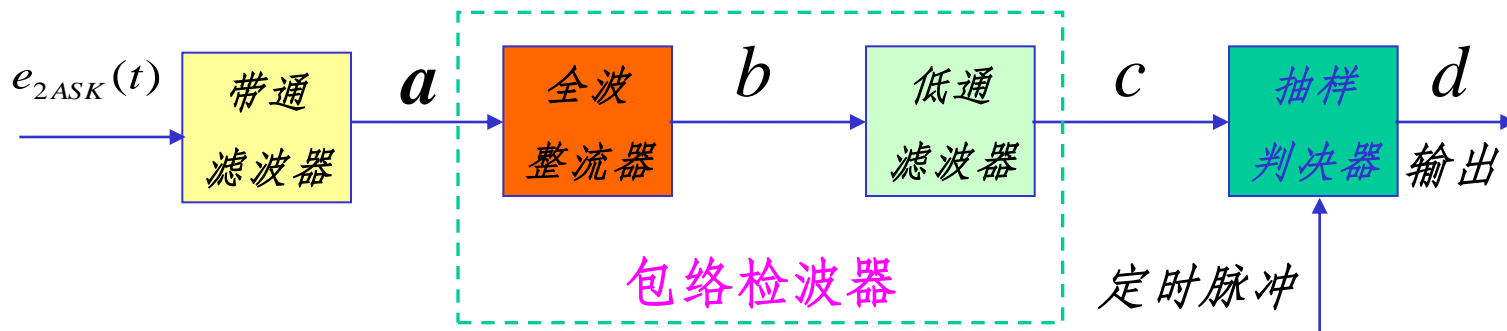 e2ASK(t)
带通
滤波器
a
全波
整流器
b
低通
滤波器
c
抽样
判决器
d
输出
包络检波器
定时脉冲